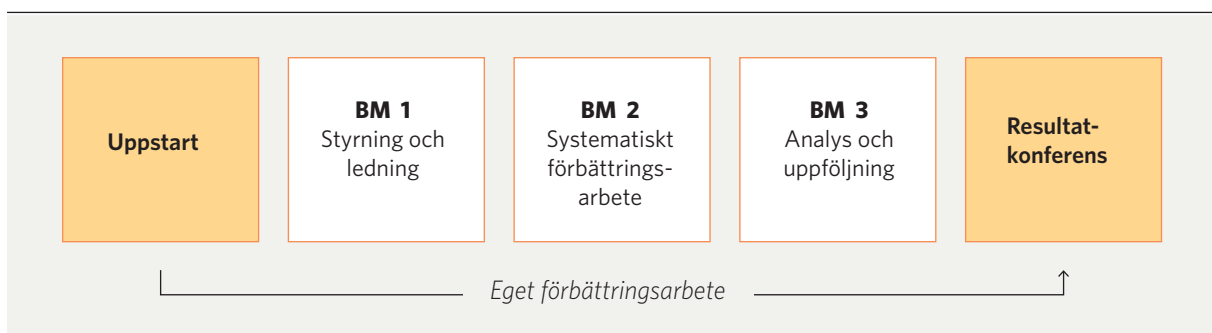 Uppstart
BM 1
Styrning och
ledning
BM 2
Systematiskt
förbättrings-
arbete
BM 3
Analys och
uppföljning
Resultat-
konferens
Eget förbättringsarbete